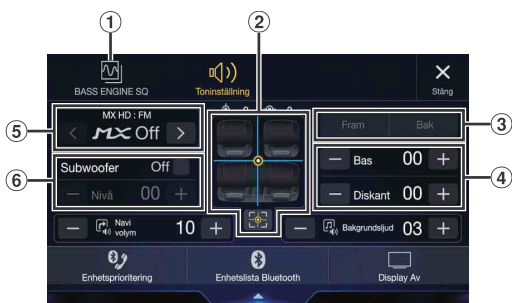 ①
②
BASS ENGINE SQ
Toninställning
Stäng
⑤
MX HD : FM
MX Off
Fram
Bak
③
⑥
Subwoofer
Off
Nivå
00
Bas
00
④
Diskant
00
Navi volym
10
Bakgrundsljud
03
Enhetsprioritering
Enhetslista Bluetooth
Display Av